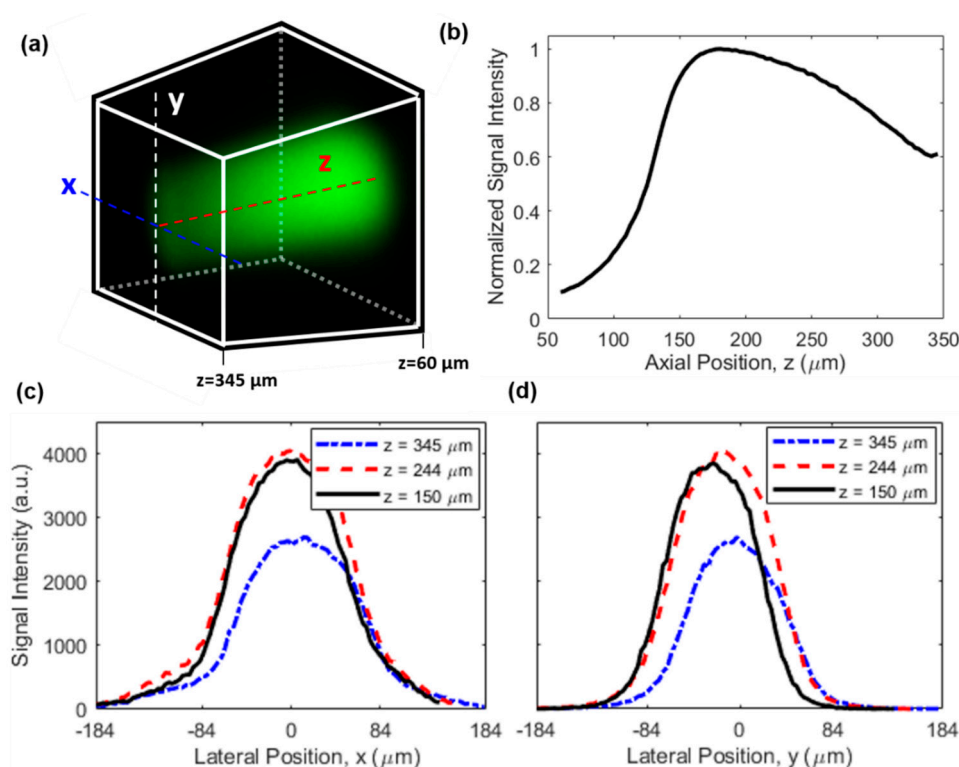 (a)
y
x
z
z=345 μm
z=60 μm
(b)
Normalized Signal Intensity
1
0.8
0.6
0.4
0.2
0
50 100 150 200 250 300 350
Axial Position, z (μm)
(c)
Signal Intensity (a.u.)
4000
3000
2000
1000
0
z = 345 μm
z = 244 μm
z = 150 μm
-184 -84 0 84 184
Lateral Position, x (μm)
(d)
z = 345 μm
z = 244 μm
z = 150 μm
-184 -84 0 84 184
Lateral Position, y (μm)